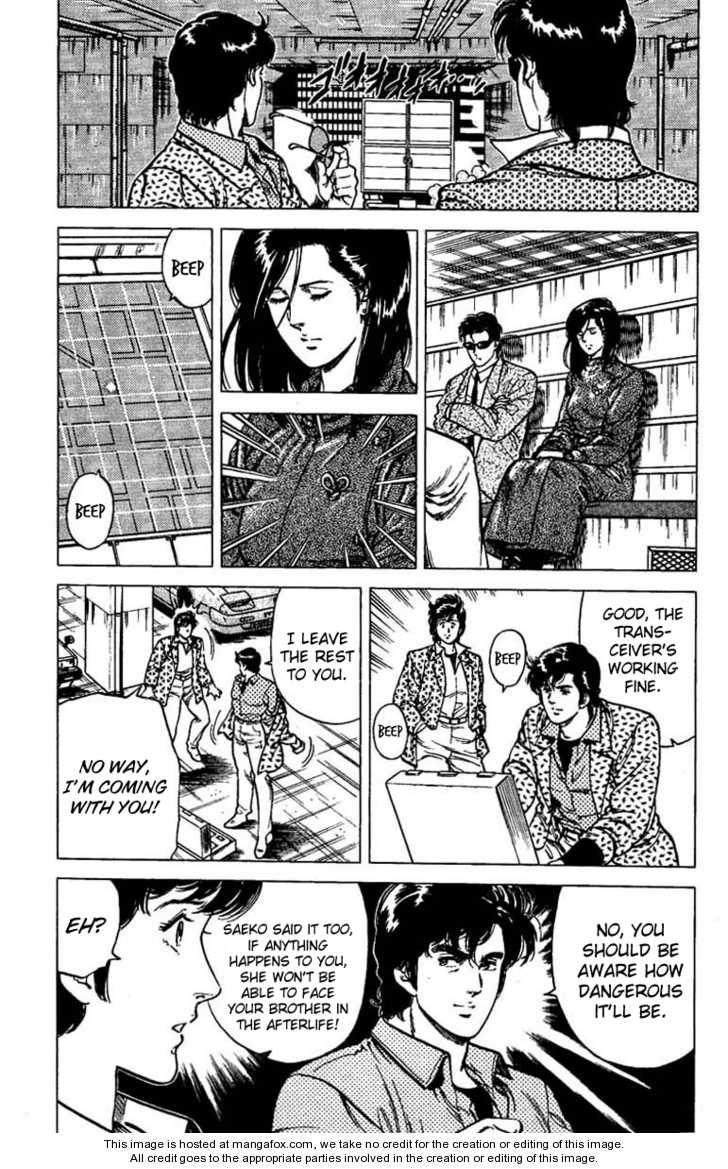 BEEP
BEEP
GOOD, THE
TRANS-
CEIVER'S
WORKING
FINE.
BEEP
BEEP
I LEAVE
THE REST
TO YOU.
NO WAY,
I'M COMING
WITH YOU!
NO, YOU
SHOULD BE
AWARE HOW
DANGEROUS
IT'LL BE.
SAEKO SAID IT TOO,
IF ANYTHING
HAPPENS TO YOU,
SHE WON'T BE
ABLE TO FACE
YOUR BROTHER IN
THE AFTERLIFE!
EH?
This image is hosted at mangafox.com, we take no credit for the creation or editing of this image.
All credit goes to the appropriate parties involved in the creation or editing of this image.